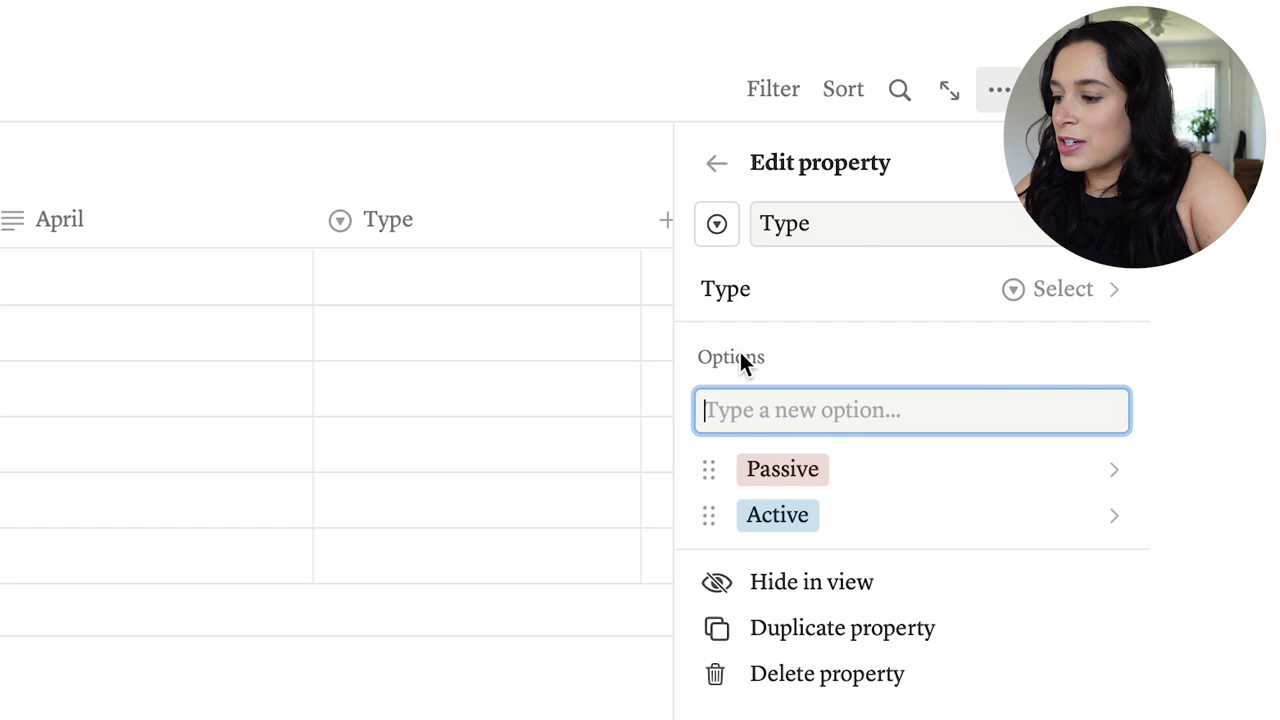 Filter Sort
Edit property
April Type
Type
Type Select
Options
Type a new option...
Passive
Active
Hide in view
Duplicate property
Delete property